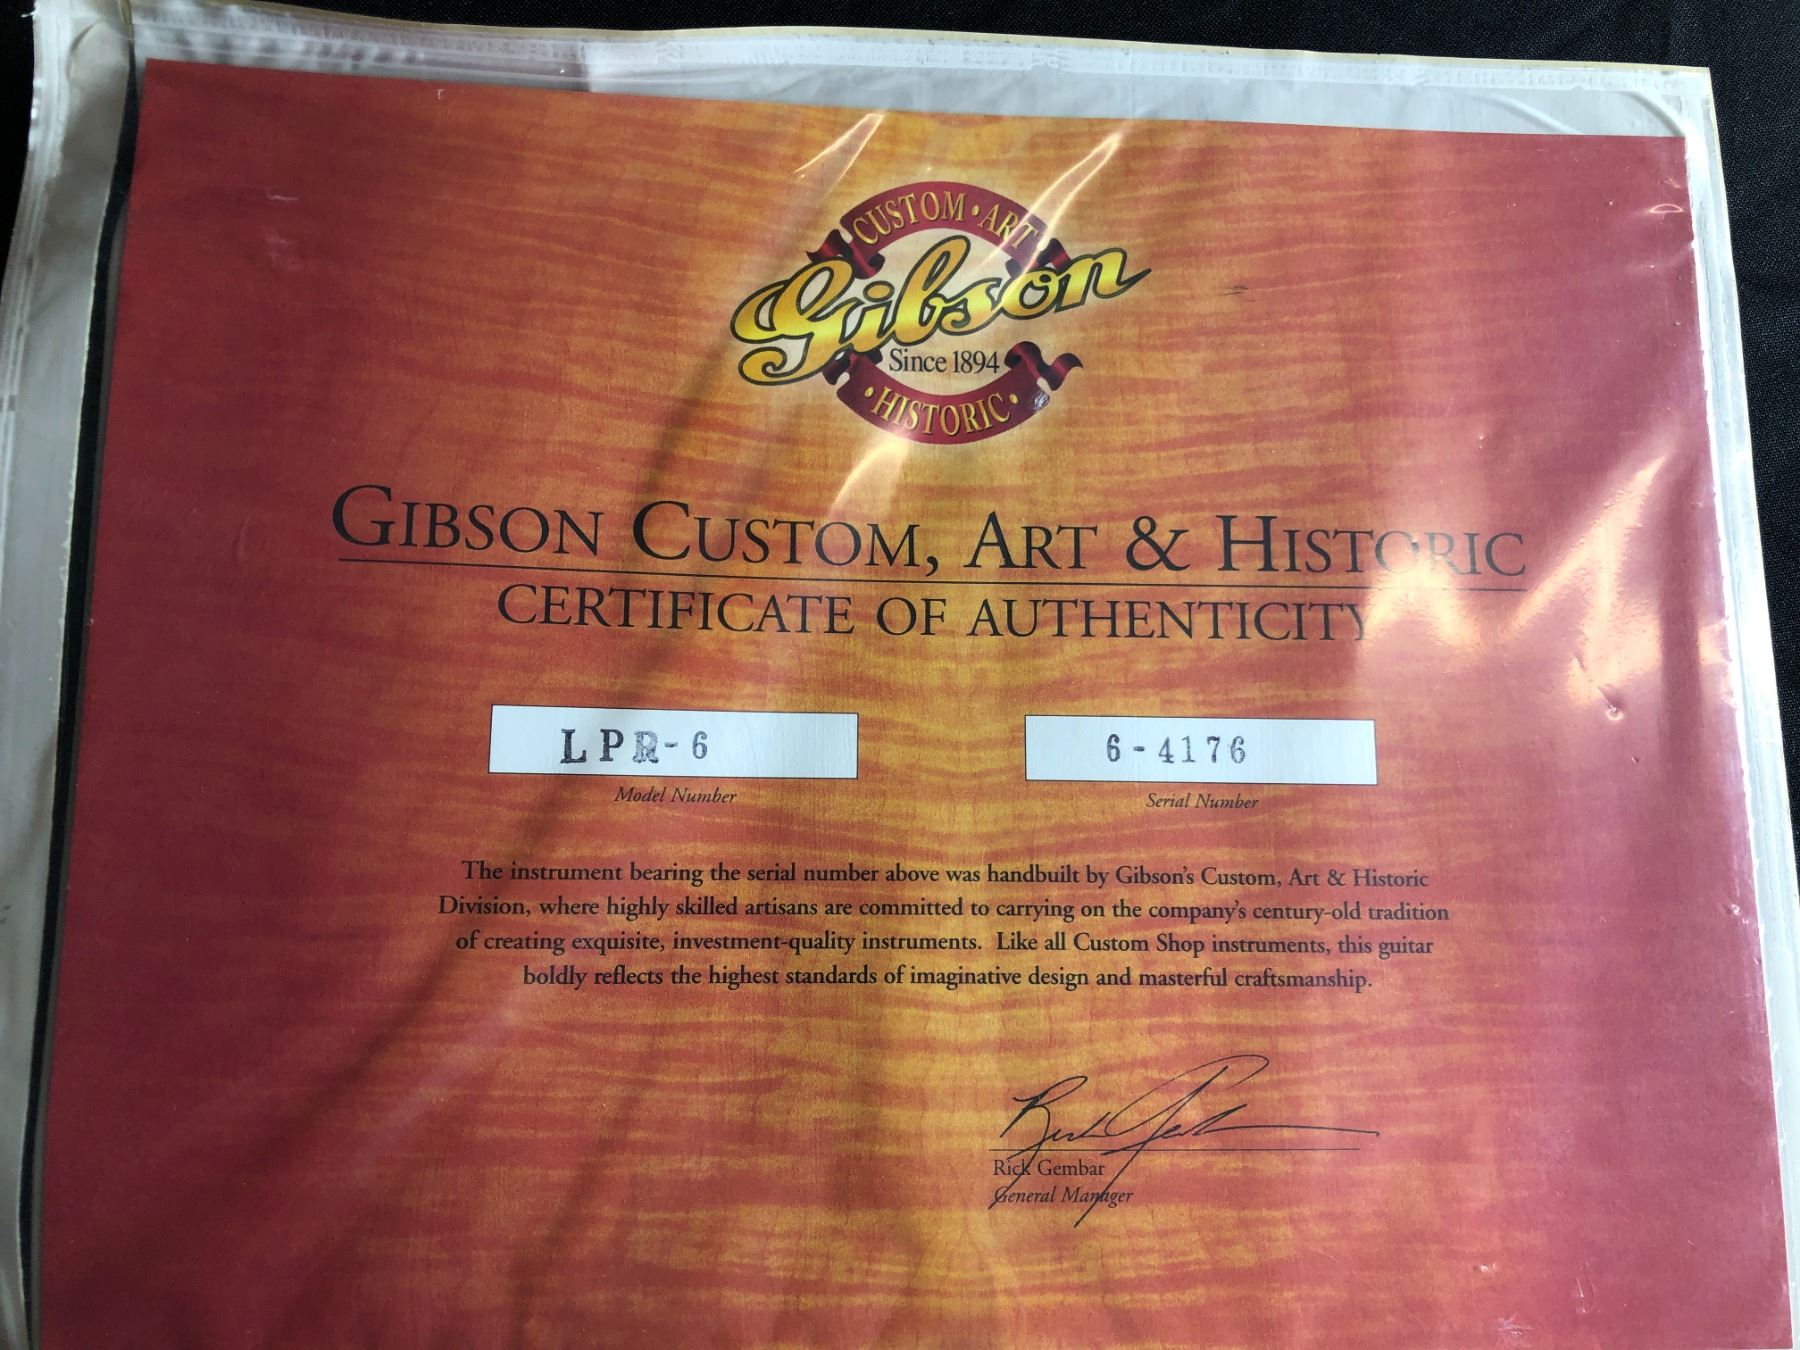 CUSTOM • ART
Gibson
Since 1894
• HISTORIC •
GIBSON CUSTOM, ART & HISTORIC
CERTIFICATE OF AUTHENTICITY
LPR-6
6-4176
Model Number
Serial Number
The instrument bearing the serial number above was handbuilt by Gibson's Custom, Art & Historic
Division, where highly skilled artisans are committed to carrying on the company's century-old tradition
of creating exquisite, investment-quality instruments. Like all Custom Shop instruments, this guitar
boldly reflects the highest standards of imaginative design and masterful craftsmanship.
Rick Gembar
General Manager